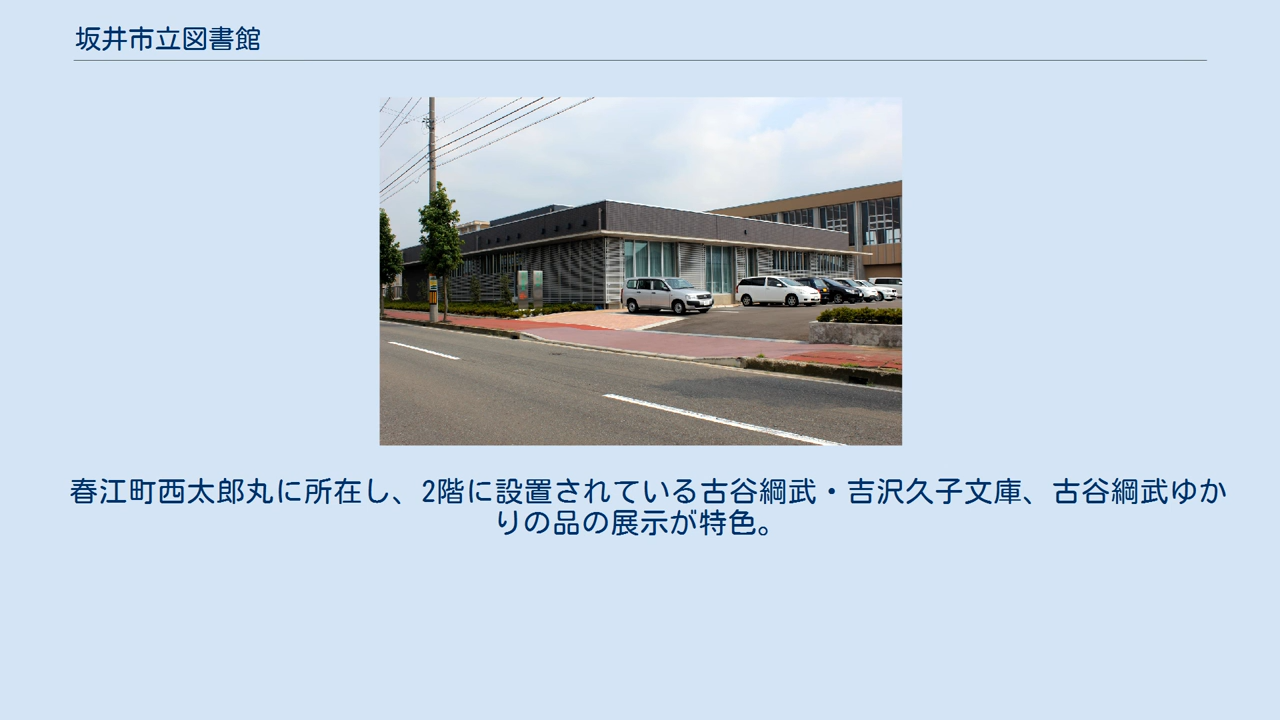 坂井市立図書館
春江町西太郎丸に所在し、2階に設置されている古谷綱武・吉沢久子文庫、古谷綱武ゆか
りの品の展示が特色。